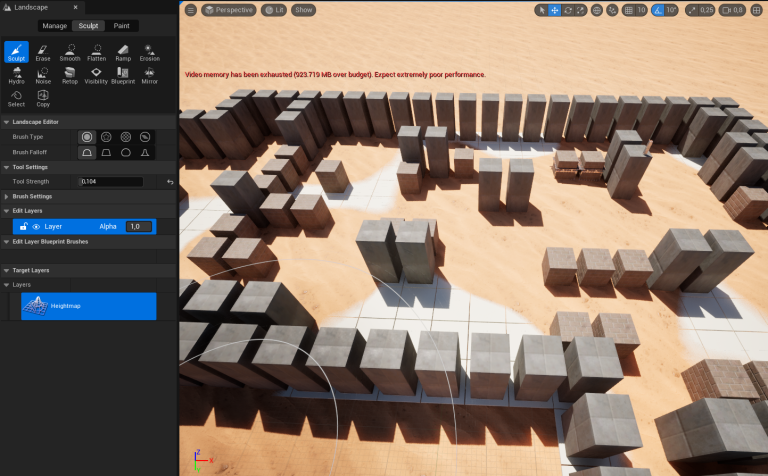 Landscape
Manage Sculpt Paint
Perspective Lit Show 10 10° 0,25 0,8
Sculpt Erase Smooth Flatten Ramp Erosion
Hydro Noise Retop Visibility Blueprint Mirror
Select Copy
Video memory has been exhausted (923.719 MB over budget). Expect extremely poor performance.
Landscape Editor
Brush Type
Brush Falloff
Tool Settings
Tool Strength 0,104
Brush Settings
Edit Layers
Layer Alpha 1,0
Edit Layer Blueprint Brushes
Target Layers
Layers
Heightmap
Z
X
Y